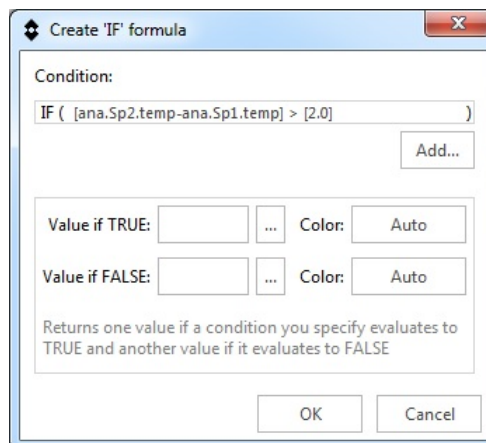 Create 'IF' formula
Condition:
IF ( [ana.Sp2.temp-ana.Sp1.temp] > [2.0] )
Add...
Value if TRUE: ... Color: Auto
Value if FALSE: ... Color: Auto
Returns one value if a condition you specify evaluates to
TRUE and another value if it evaluates to FALSE
OK Cancel